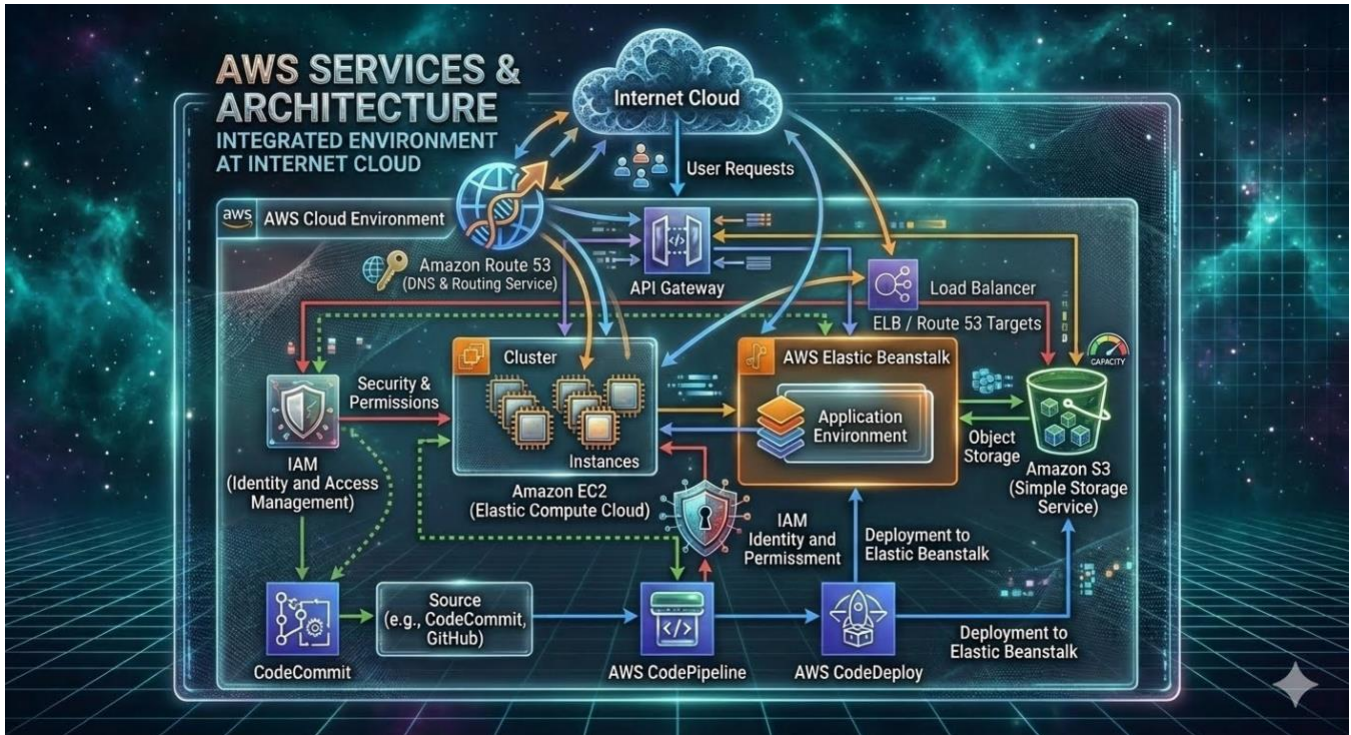 AWS SERVICES &
ARCHITECTURE
INTEGRATED ENVIRONMENT
AT INTERNET CLOUD
Internet Cloud
User Requests
aws
AWS Cloud Environment
Amazon Route 53
(DNS & Routing Service)
</>
API Gateway
Load Balancer
ELB / Route 53 Targets
Cluster
Instances
Amazon EC2
(Elastic Compute Cloud)
AWS Elastic Beanstalk
Application
Environment
CAPACITY
Object
Storage
Amazon S3
(Simple Storage
Service)
Security &
Permissions
IAM
(Identity and Access
Management)
IAM
Identity and
Permissment
Deployment to
Elastic Beanstalk
CodeCommit
Source
(e.g., CodeCommit,
GitHub)
</>
AWS CodePipeline
AWS CodeDeploy
Deployment to
Elastic Beanstalk